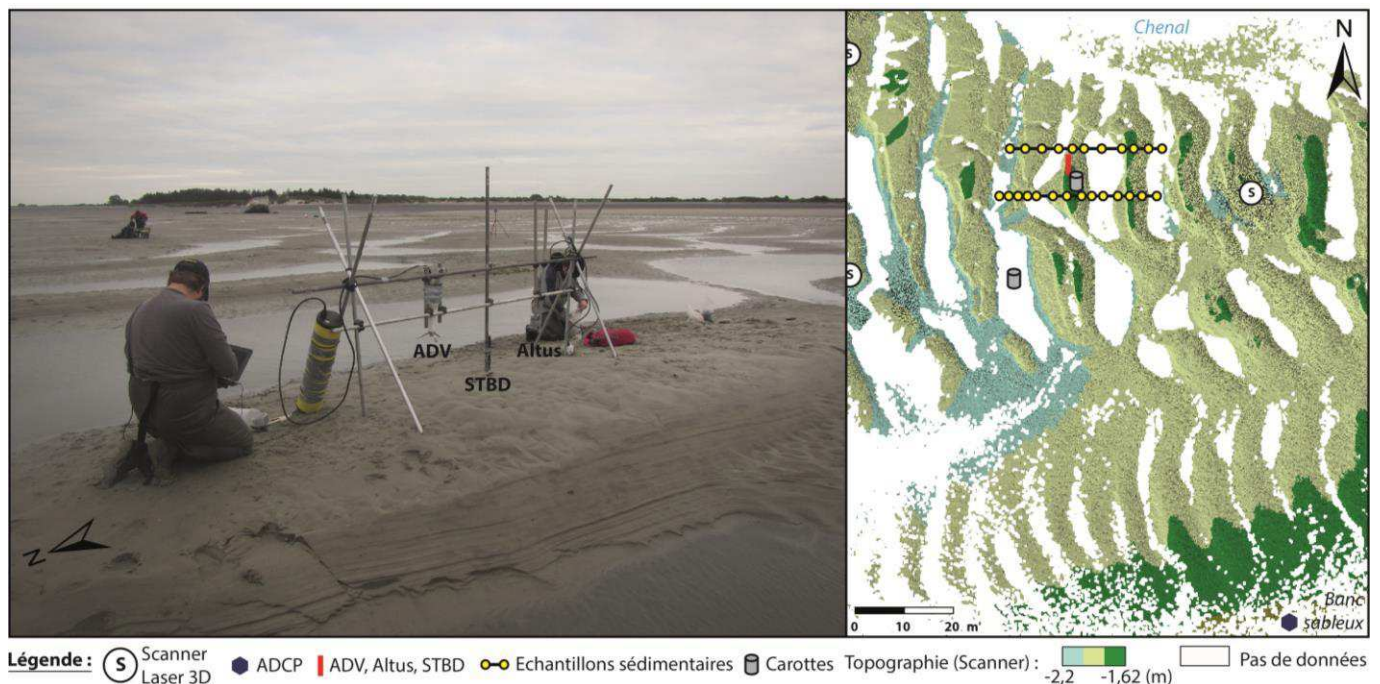 ADV
STBD
Altus
N
Chenal
N
S
S
S
0 10 20 m
Banc
sableux
Légende : S Scanner Laser 3D ADCP ADV, Altus, STBD Echantillons sédimentaires Carottes Topographie (Scanner) : -2,2 -1,62 (m) Pas de données